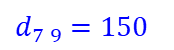 d₇ ₉ = 150